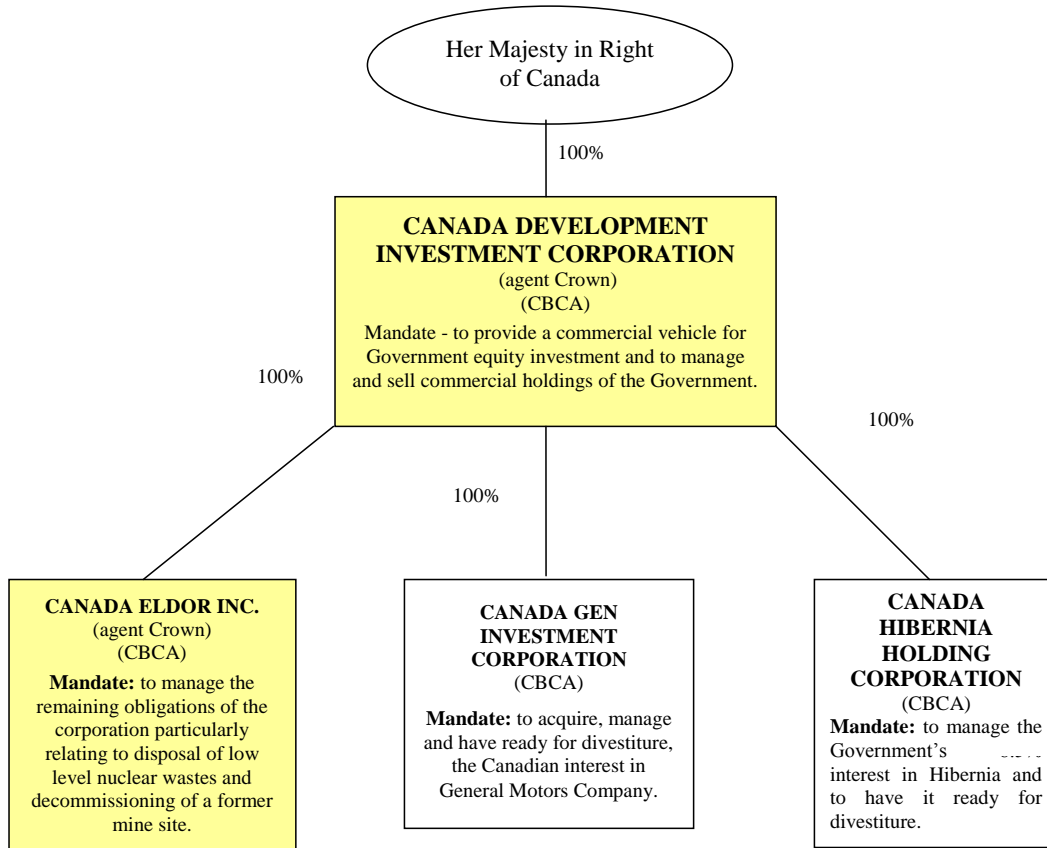 Her Majesty in Right
of Canada
100%
CANADA DEVELOPMENT
INVESTMENT CORPORATION
(agent Crown)
(CBCA)
Mandate - to provide a commercial vehicle for
Government equity investment and to manage
and sell commercial holdings of the Government.
100%
100%
100%
CANADA ELDOR INC.
(agent Crown)
(CBCA)
Mandate: to manage the
remaining obligations of the
corporation particularly
relating to disposal of low
level nuclear wastes and
decommissioning of a former
mine site.
CANADA GEN
INVESTMENT
CORPORATION
(CBCA)
Mandate: to acquire, manage
and have ready for divestiture,
the Canadian interest in
General Motors Company.
CANADA
HIBERNIA
HOLDING
CORPORATION
(CBCA)
Mandate: to manage the
Government's
interest in Hibernia and
to have it ready for
divestiture.